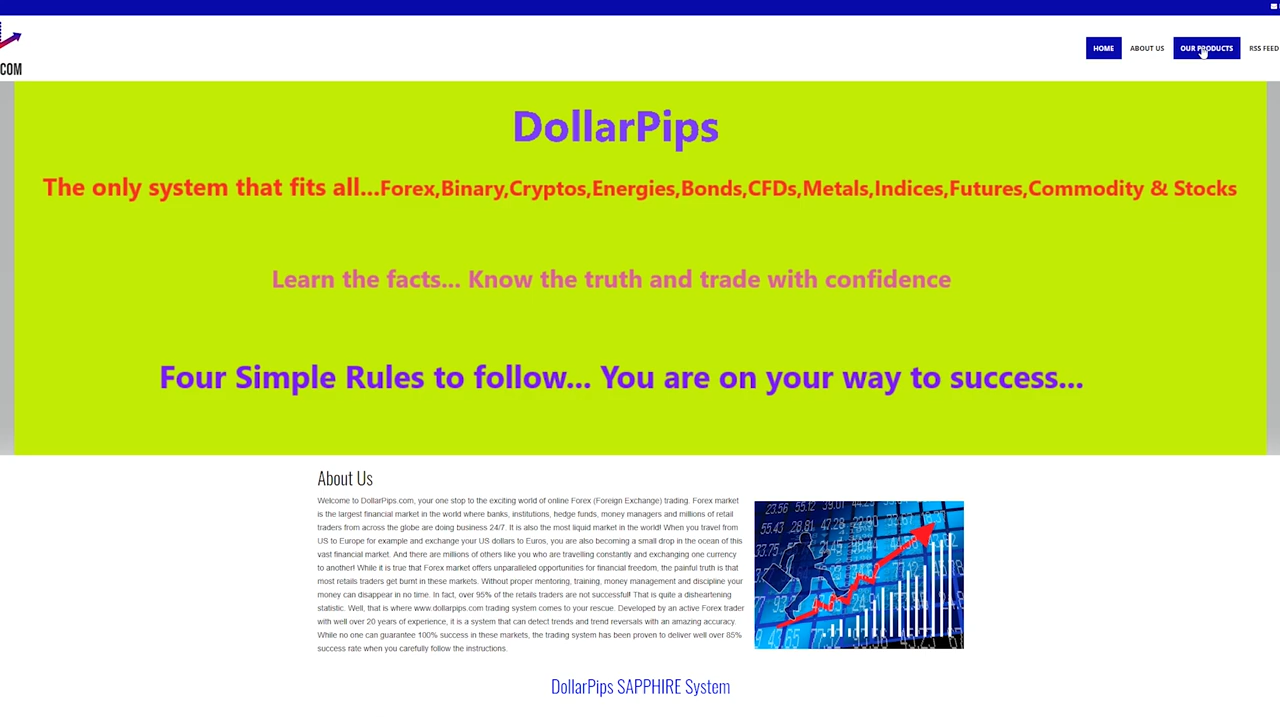 COM
HOME ABOUT US OUR PRODUCTS RSS FEED
DollarPips
The only system that fits all...Forex,Binary,Cryptos,Energies,Bonds,CFDs,Metals,Indices,Futures,Commodity & Stocks
Learn the facts... Know the truth and trade with confidence
Four Simple Rules to follow... You are on your way to success...
About Us
Welcome to DollarPips.com, your one stop to the exciting world of online Forex (Foreign Exchange) trading. Forex market
is the largest financial market in the world where banks, institutions, hedge funds, money managers and millions of retail
traders from across the globe are doing business 24/7. It is also the most liquid market in the world! When you travel from
US to Europe for example and exchange your US dollars to Euros, you are also becoming a small drop in the ocean of this
vast financial market. And there are millions of others like you who are travelling constantly and exchanging one currency
to another! While it is true that Forex market offers unparalleled opportunities for financial freedom, the painful truth is that
most retails traders get burnt in these markets. Without proper mentoring, training, money management and discipline your
money can disappear in no time. In fact, over 95% of the retails traders are not successful! That is quite a disheartening
statistic. Well, that is where www.dollarpips.com trading system comes to your rescue. Developed by an active Forex trader
with well over 20 years of experience, it is a system that can detect trends and trend reversals with an amazing accuracy.
While no one can guarantee 100% success in these markets, the trading system has been proven to deliver well over 85%
success rate when you carefully follow the instructions.
DollarPips SAPPHIRE System